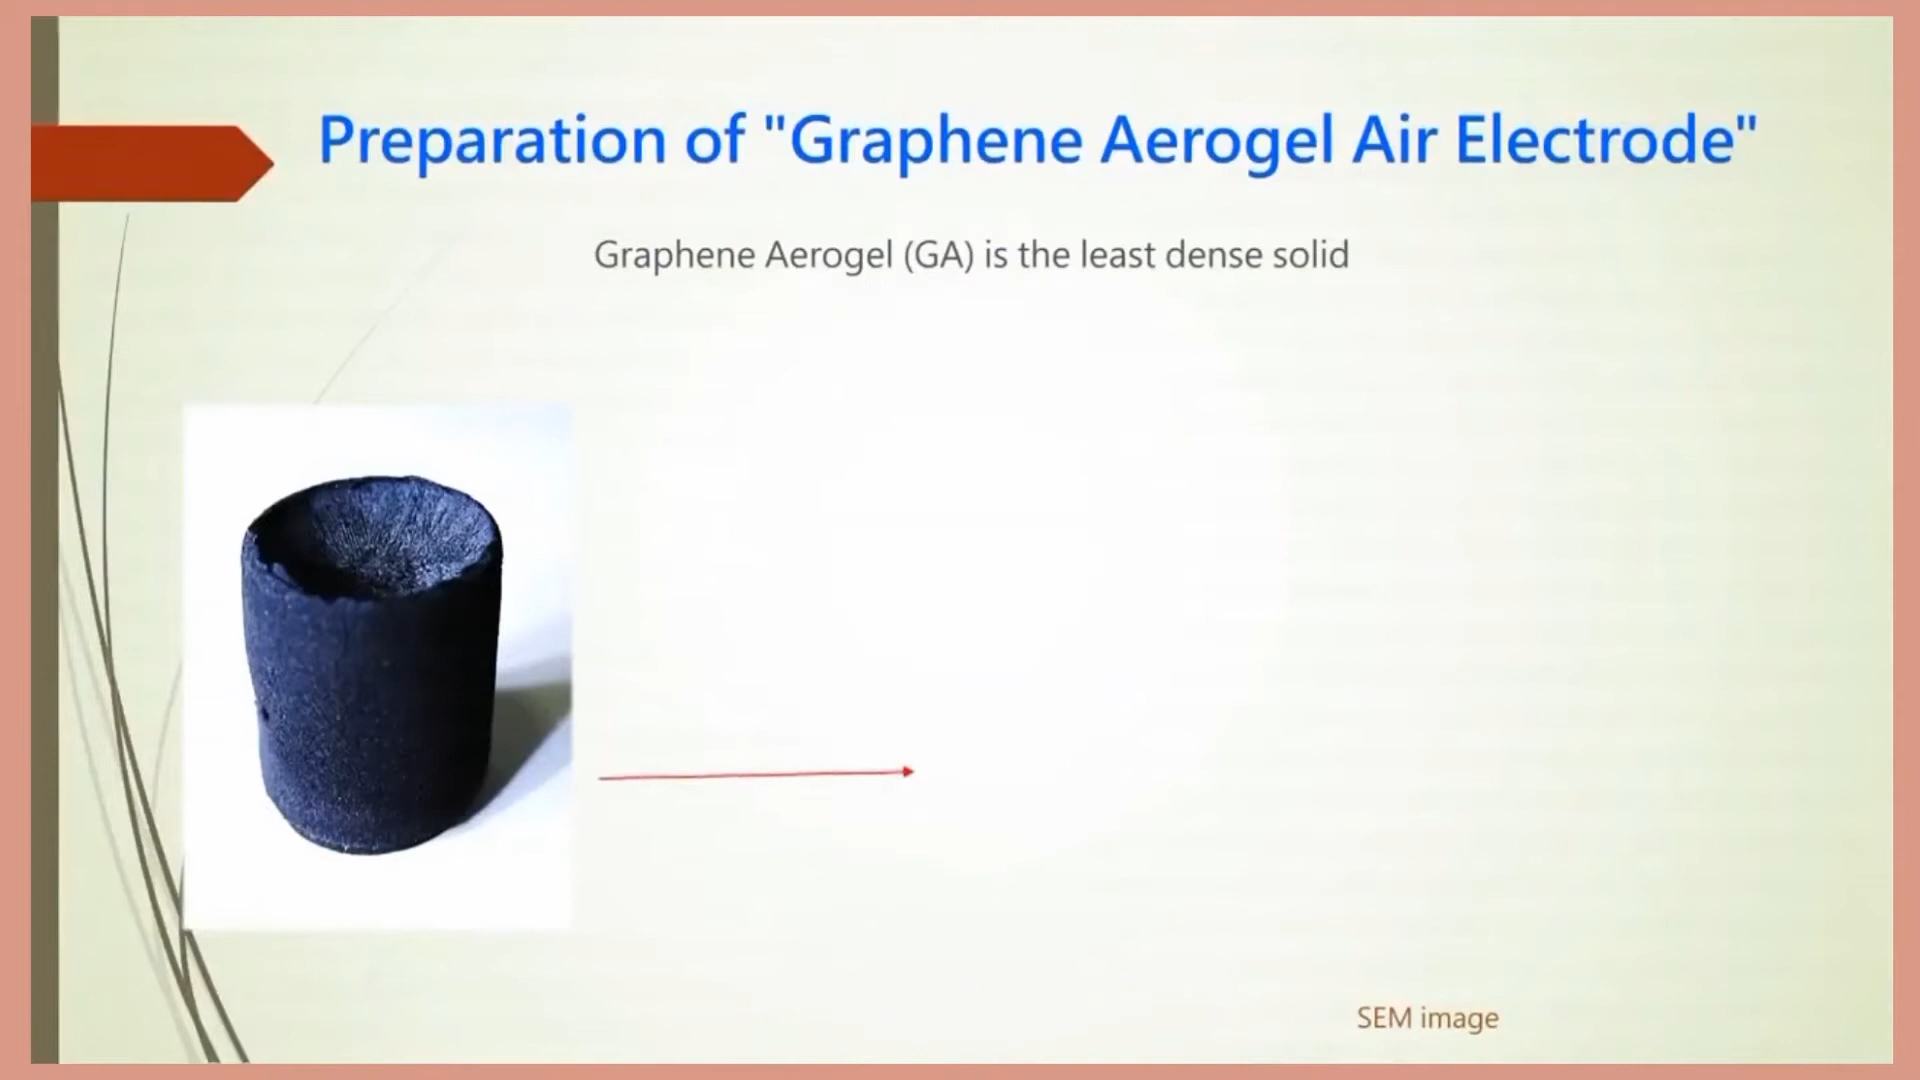 Preparation of "Graphene Aerogel Air Electrode"
Graphene Aerogel (GA) is the least dense solid
SEM image